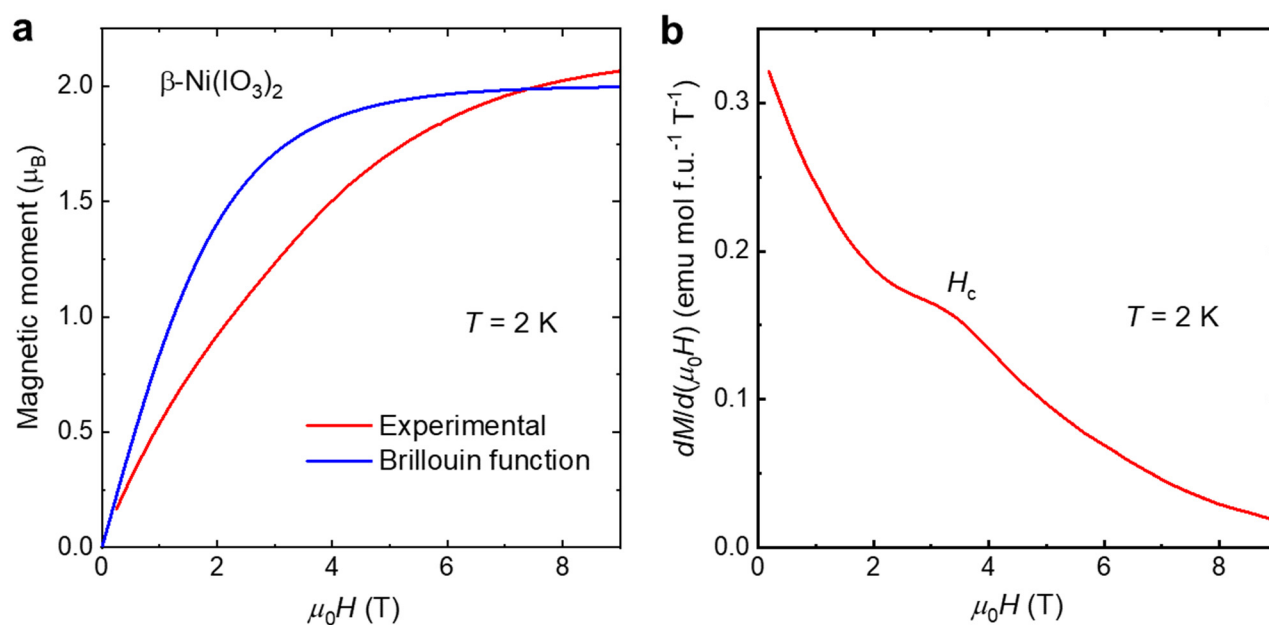 a
β-Ni(IO₃)₂
Magnetic moment (μB)
2.0
1.5
1.0
0.5
0.0
T = 2 K
Experimental
Brillouin function
0 2 4 6 8
μ₀H (T)
b
dM/d(μ₀H) (emu mol f.u.⁻¹ T⁻¹)
0.3
0.2
0.1
0.0
Hc
T = 2 K
0 2 4 6 8
μ₀H (T)